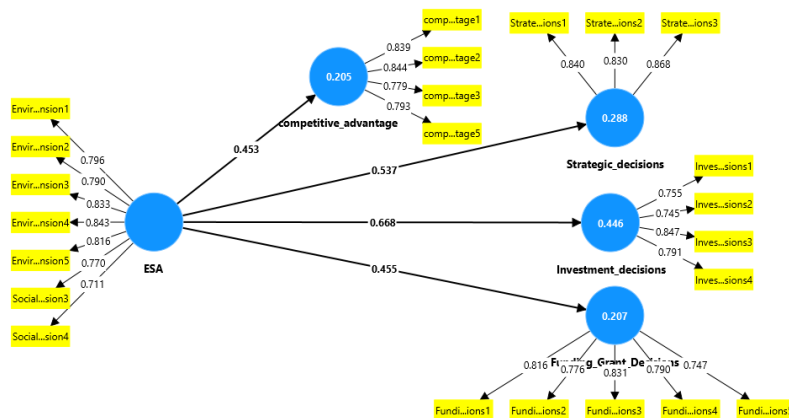 comp...tage1
Strate...ions1
Strate...ions2
Strate...ions3
0.839
comp...tage2
0.844
0.205
0.779
comp...tage3
0.793
0.840
0.830
0.868
Envir...nsion1
competitive_advantage
comp...tage5
0.288
Envir...nsion2
0.796
0.453
0.790
Strategic_decisions
Envir...nsion3
0.833
0.537
Inves...sions1
0.755
Envir...nsion4
0.843
0.668
0.446
0.745
Inves...sions2
0.847
Inves...sions3
0.816
Envir...nsion5
0.770
ESA
0.791
Investment_decisions
Inves...sions4
0.711
0.455
Social...sion3
0.207
Social...sion4
Funding_Grant_Decisions
0.816
0.776
0.831
0.790
0.747
Fundi...ions1
Fundi...ions2
Fundi...ions3
Fundi...ions4